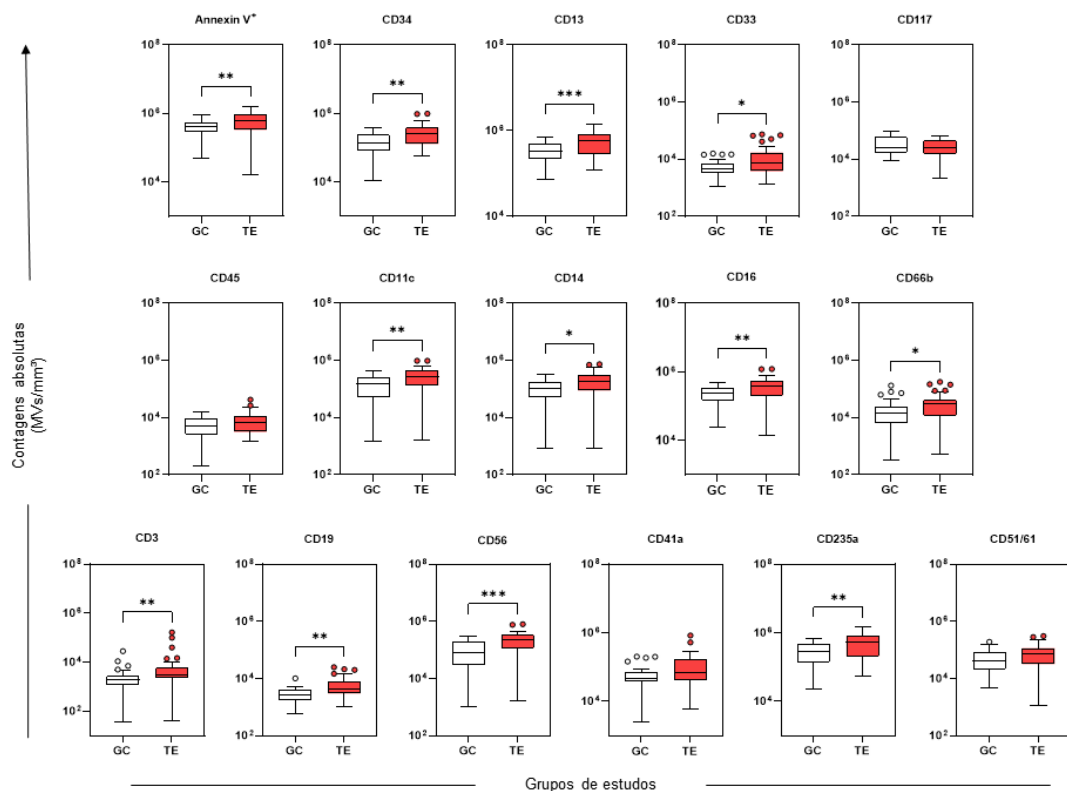 Contagens absolutas
(MVs/mm³)
Annexin V⁺
10⁸
10⁶
10⁴
**
GC TE
CD34
10⁸
10⁶
10⁴
**
GC TE
CD13
10⁸
10⁶
10⁴
***
GC TE
CD33
10⁸
10⁶
10⁴
10²
*
GC TE
CD117
10⁸
10⁶
10⁴
10²
GC TE
CD45
10⁸
10⁶
10⁴
10²
GC TE
CD11c
10⁸
10⁶
10⁴
10²
**
GC TE
CD14
10⁸
10⁶
10⁴
10²
*
GC TE
CD16
10⁸
10⁶
10⁴
**
GC TE
CD66b
10⁸
10⁶
10⁴
10²
*
GC TE
CD3
10⁸
10⁶
10⁴
10²
**
GC TE
CD19
10⁸
10⁶
10⁴
10²
**
GC TE
CD56
10⁸
10⁶
10⁴
10²
***
GC TE
CD41a
10⁸
10⁶
10⁴
GC TE
CD235a
10⁸
10⁶
10⁴
10²
**
GC TE
CD51/61
10⁸
10⁶
10⁴
10²
GC TE
Grupos de estudos